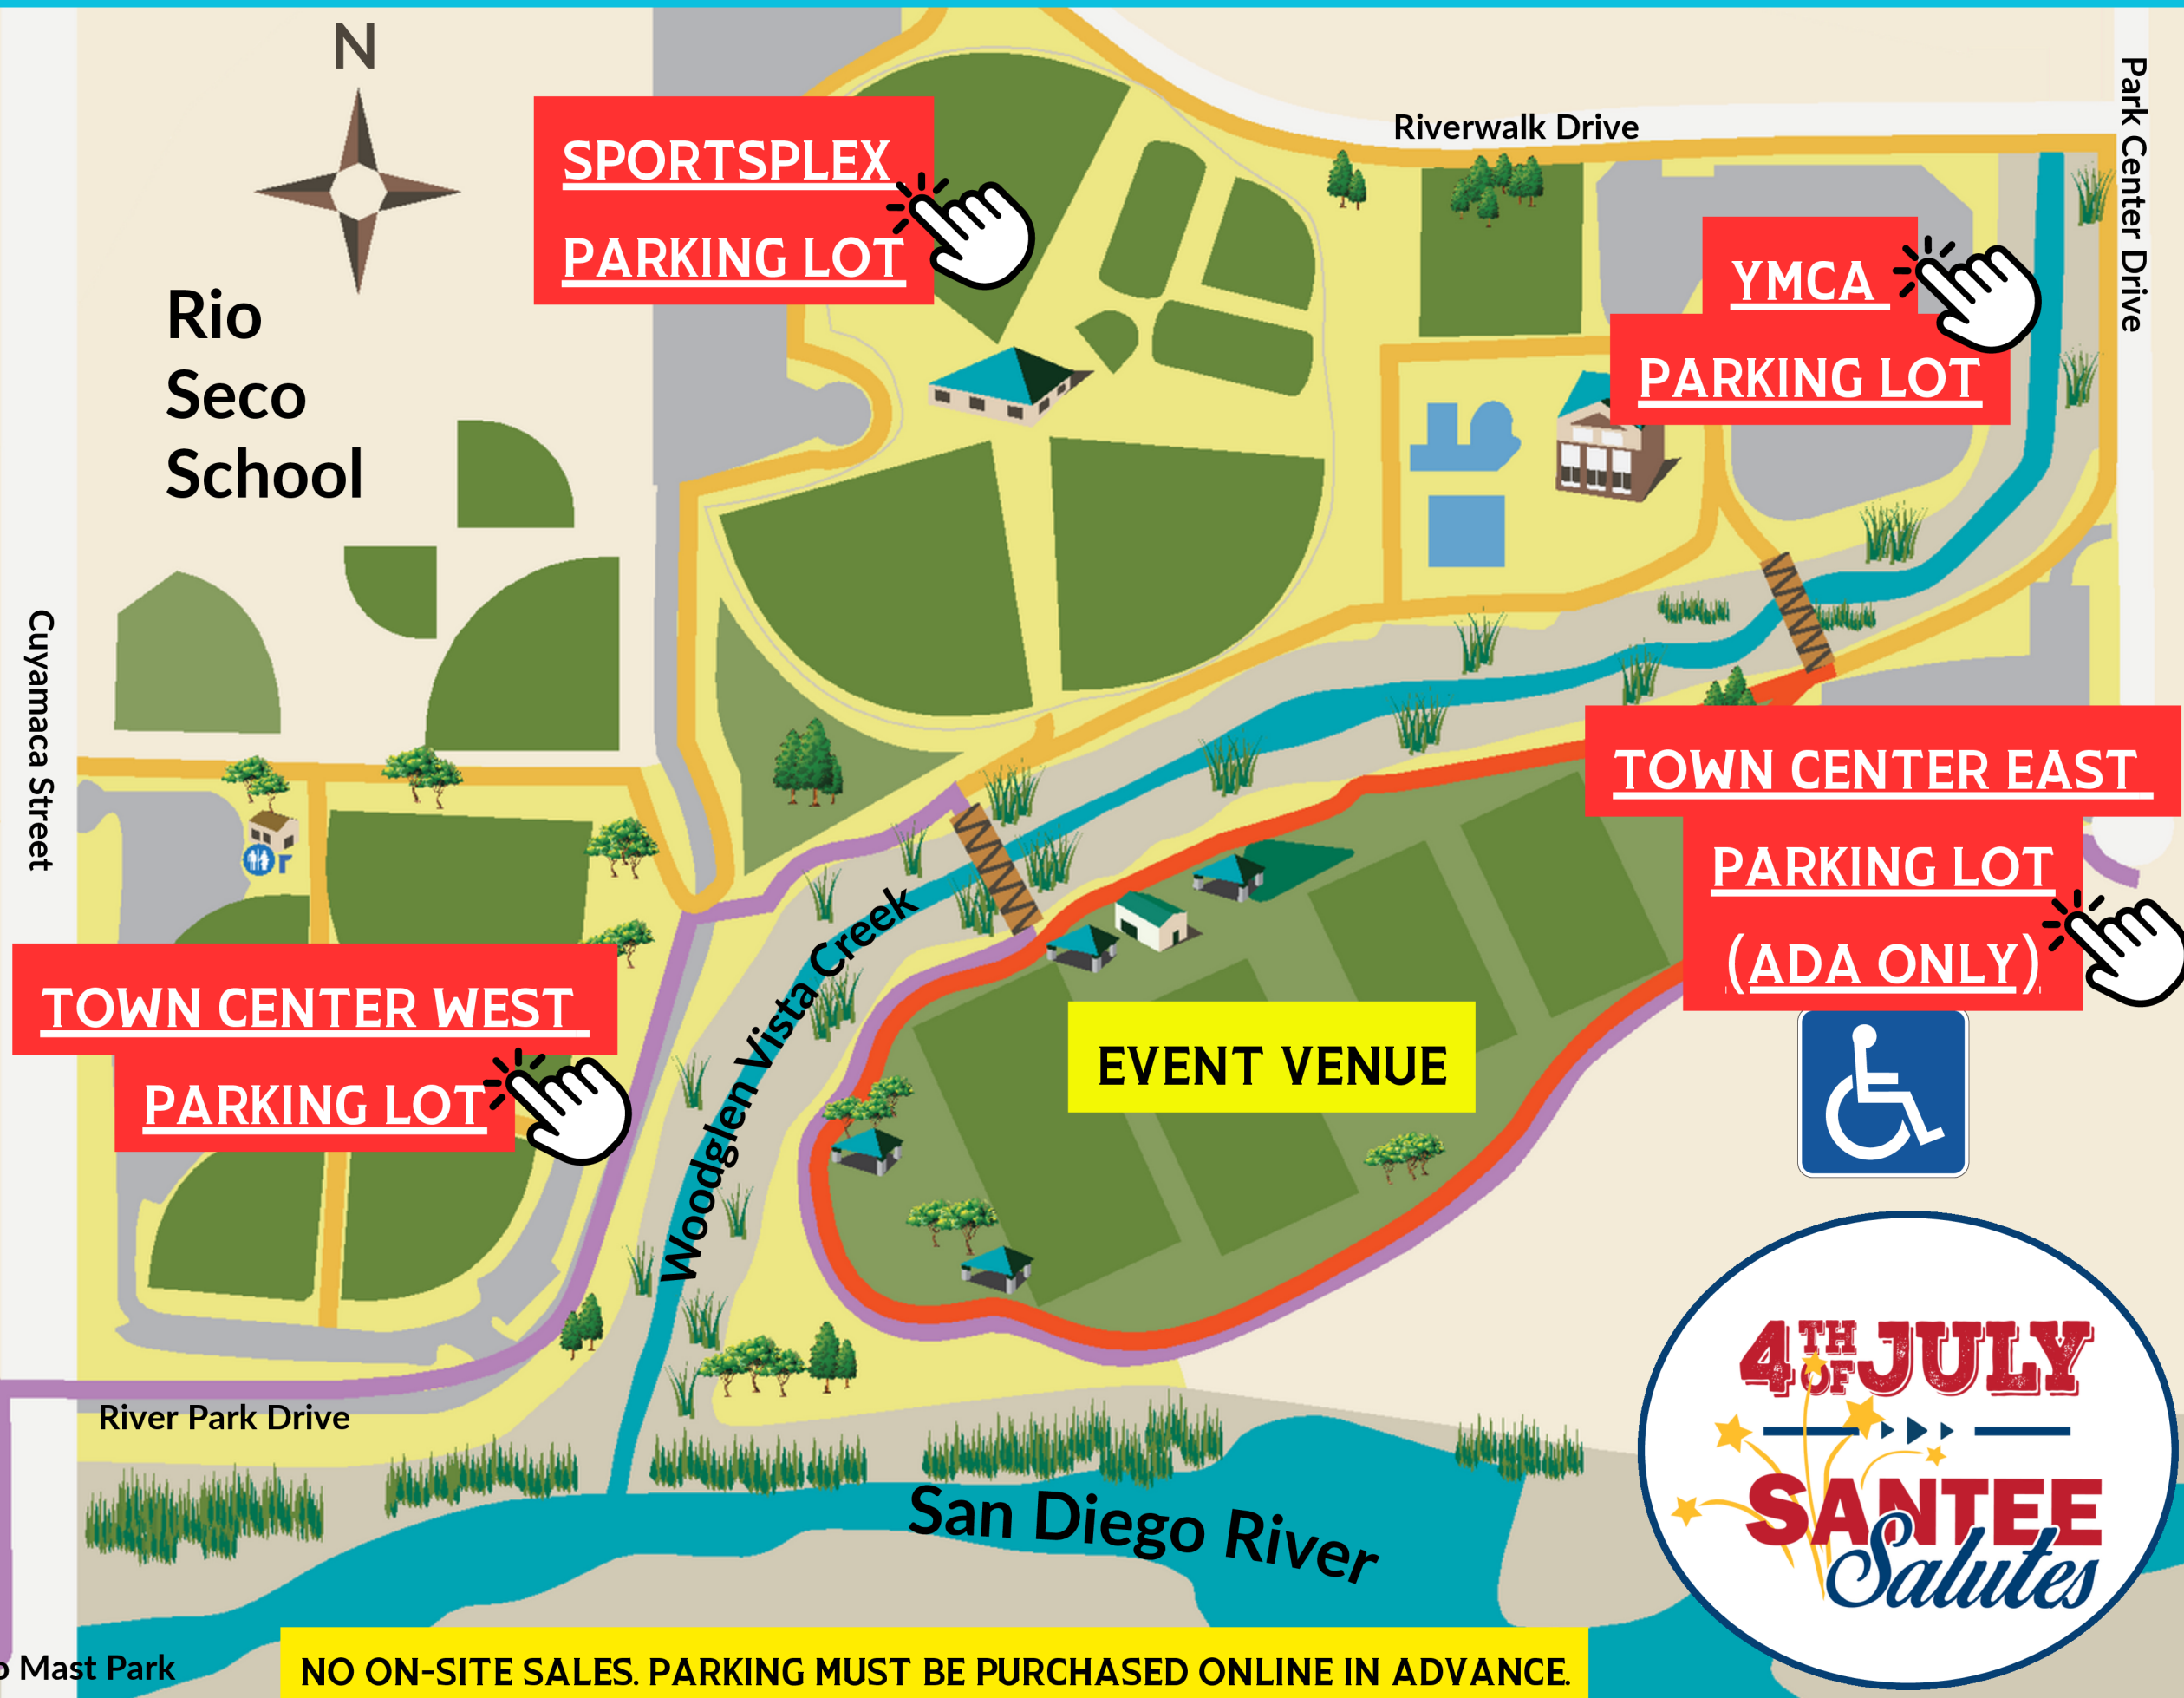 N
Rio
Seco
School
SPORTSPLEX
PARKING LOT
Riverwalk Drive
Park Center Drive
YMCA
PARKING LOT
Cuyamaca Street
r
TOWN CENTER WEST
PARKING LOT
Woodglen Vista Creek
EVENT VENUE
TOWN CENTER EAST
PARKING LOT
(ADA ONLY)
River Park Drive
San Diego River
4TH OF JULY
SANTEE
Salutes
o Mast Park
NO ON-SITE SALES. PARKING MUST BE PURCHASED ONLINE IN ADVANCE.